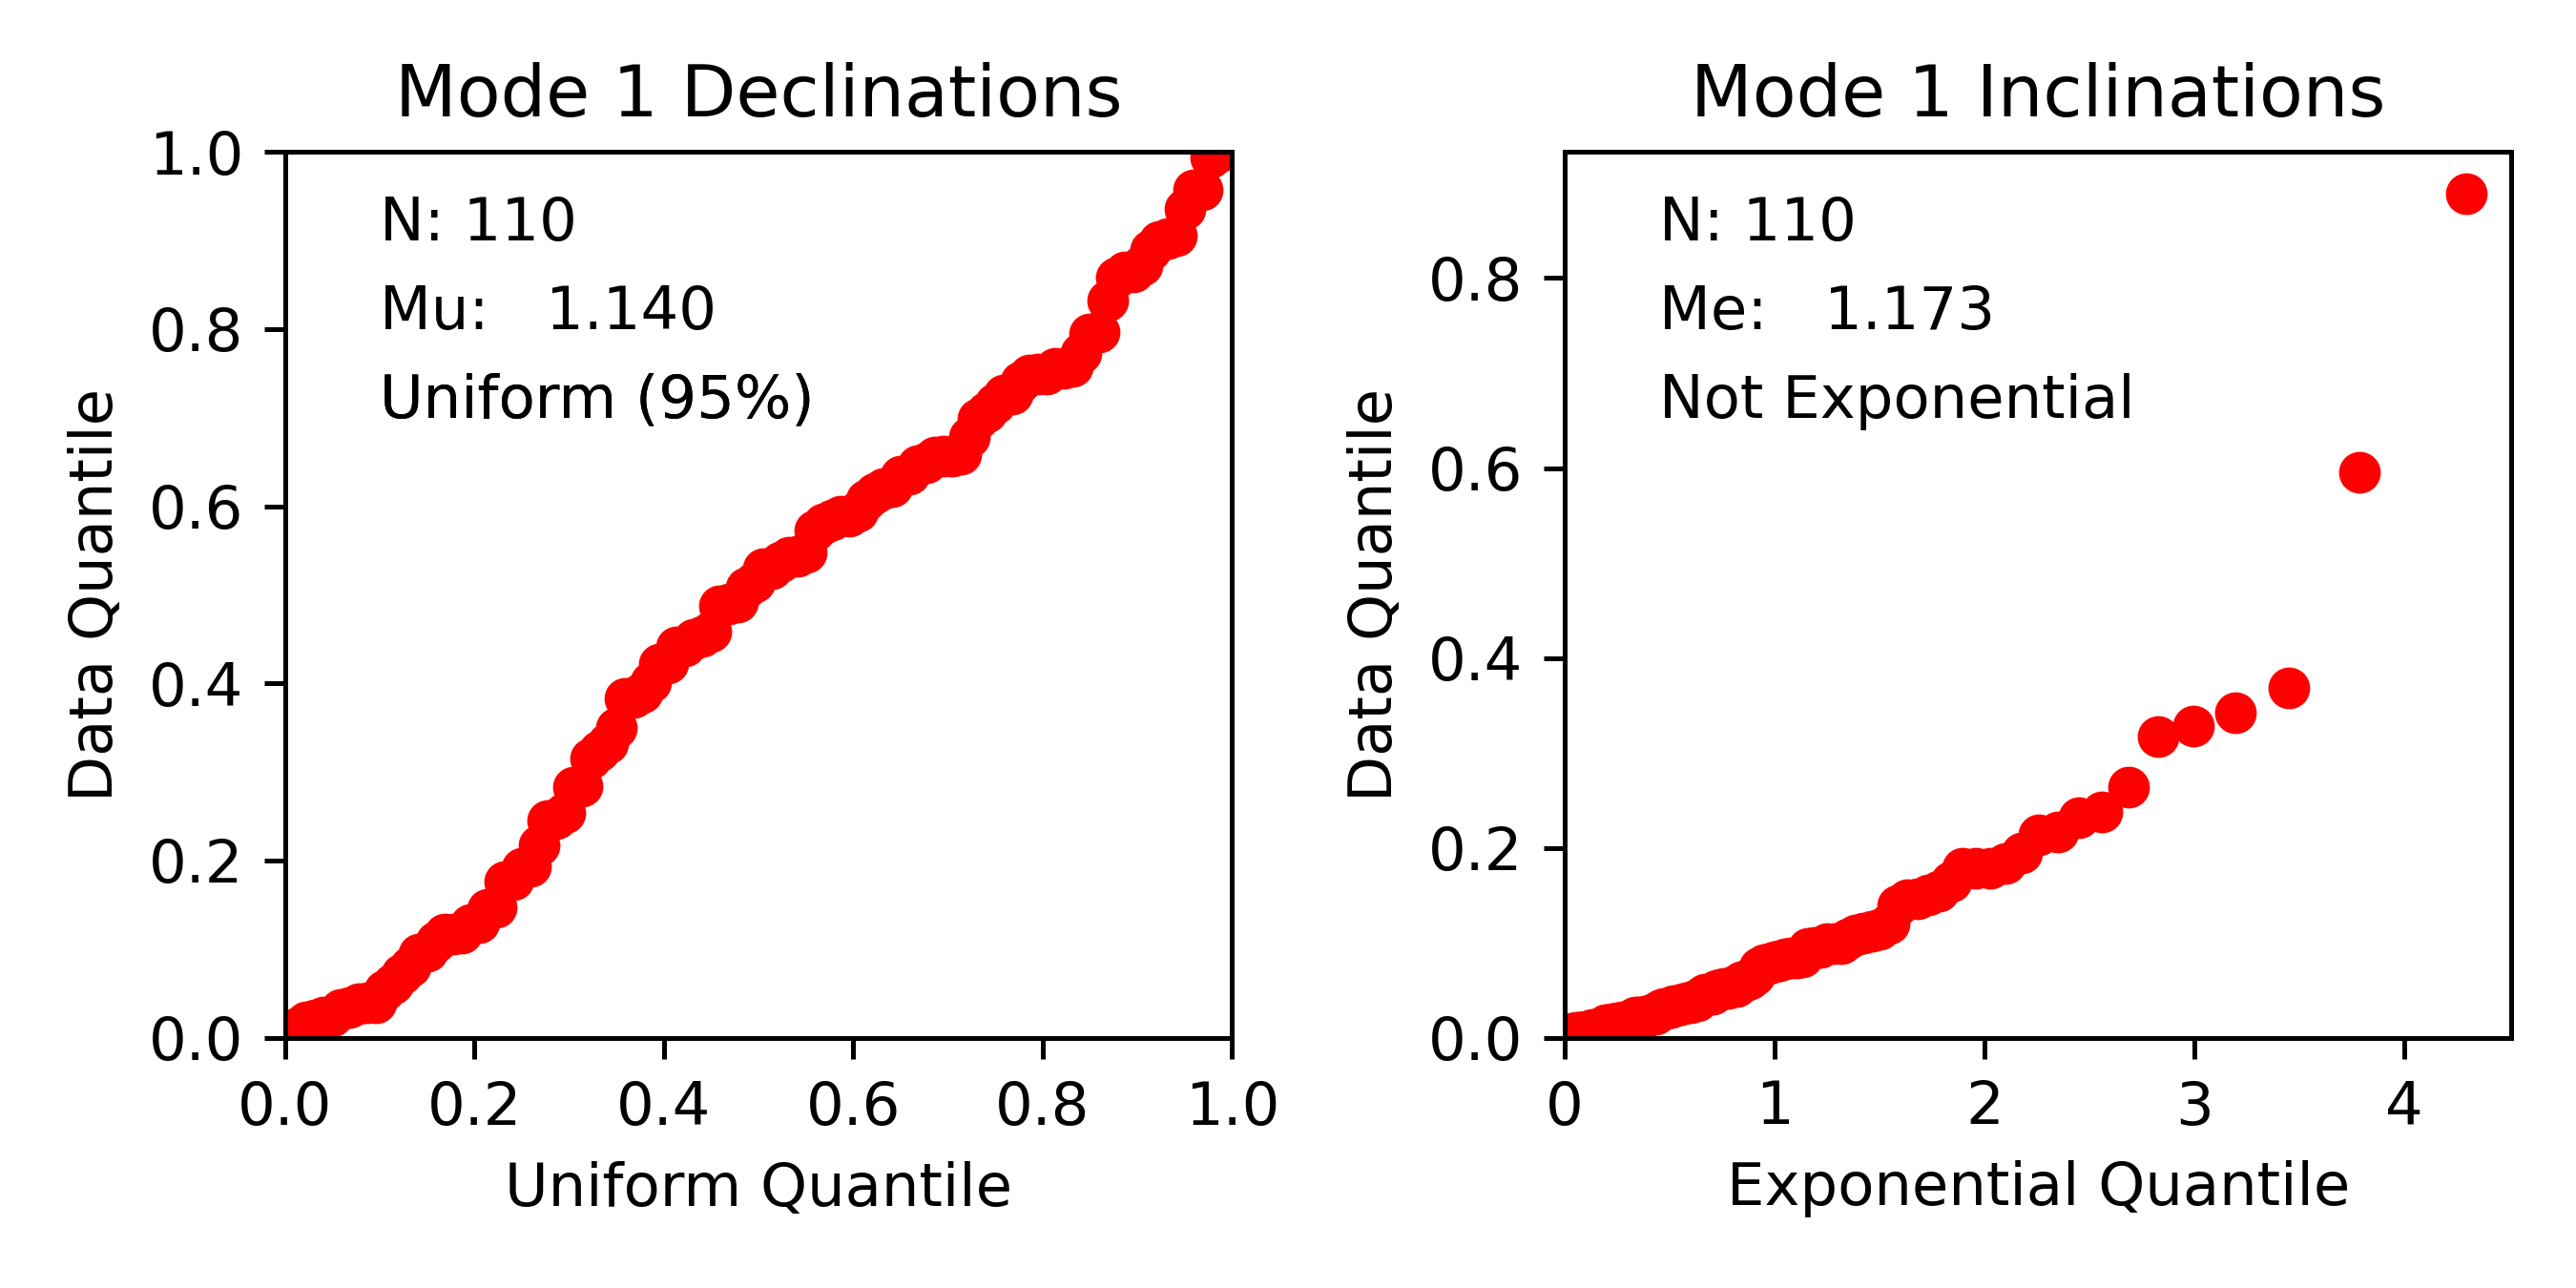 Mode 1 Declinations
N: 110
Mu: 1.140
Uniform (95%)
Data Quantile
1.0
0.8
0.6
0.4
0.2
0.0
0.0 0.2 0.4 0.6 0.8 1.0
Uniform Quantile
Mode 1 Inclinations
N: 110
Me: 1.173
Not Exponential
Data Quantile
0.8
0.6
0.4
0.2
0.0
0 1 2 3 4
Exponential Quantile